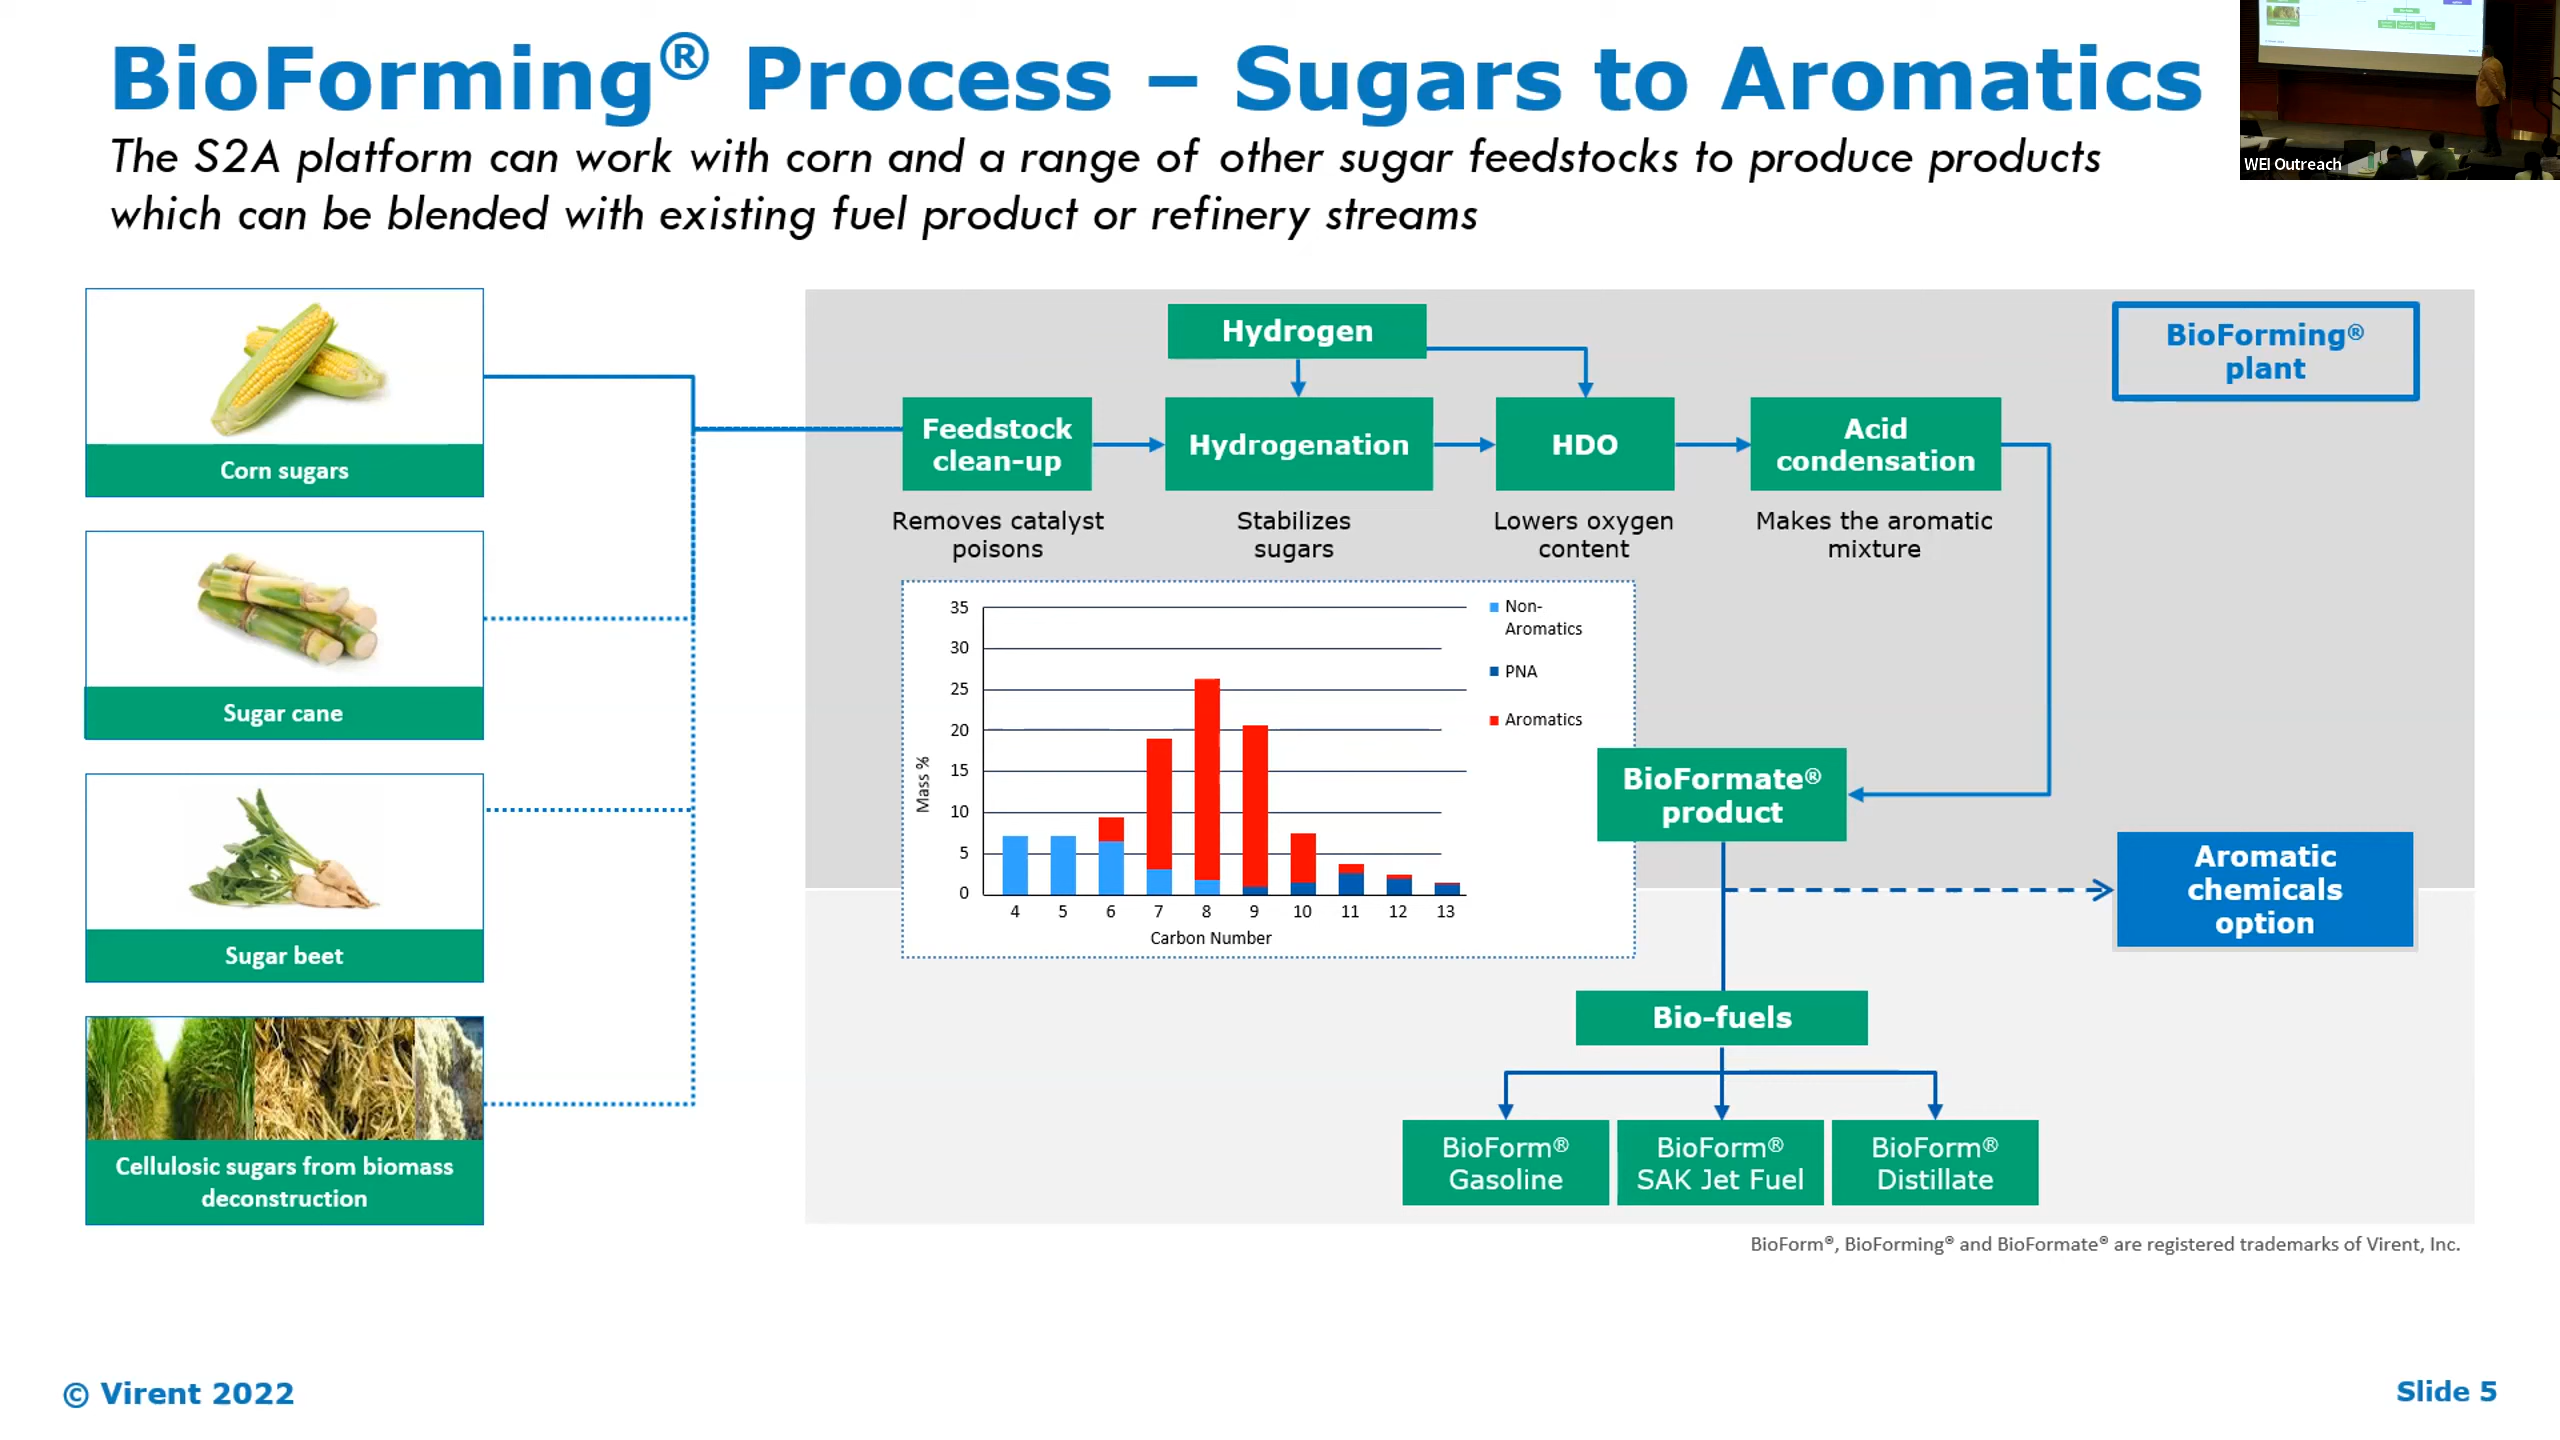 BioForming® Process – Sugars to Aromatics
The S2A platform can work with corn and a range of other sugar feedstocks to produce products
which can be blended with existing fuel product or refinery streams
WEI Outreach
Corn sugars
Sugar cane
Sugar beet
Cellulosic sugars from biomass
deconstruction
Hydrogen
BioForming®
plant
Feedstock
clean-up
Hydrogenation
HDO
Acid
condensation
Removes catalyst
poisons
Stabilizes
sugars
Lowers oxygen
content
Makes the aromatic
mixture
35
30
25
20
15
10
5
0
Mass %
4 5 6 7 8 9 10 11 12 13
Carbon Number
Non-
Aromatics
PNA
Aromatics
BioFormate®
product
Aromatic
chemicals
option
Bio-fuels
BioForm®
Gasoline
BioForm®
SAK Jet Fuel
BioForm®
Distillate
BioForm®, BioForming® and BioFormate® are registered trademarks of Virent, Inc.
© Virent 2022
Slide 5